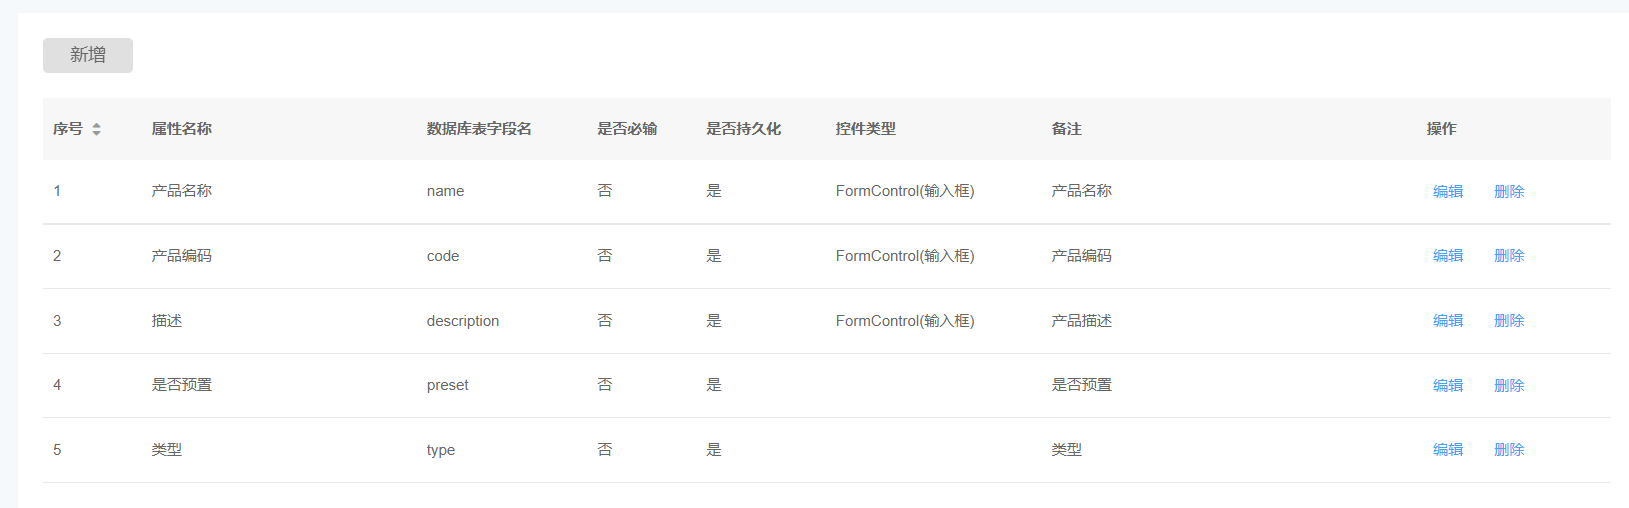 新增
序号 属性名称 数据库表字段名 是否必输 是否持久化 控件类型 备注 操作
1 产品名称 name 否 是 FormControl(输入框) 产品名称 编辑 删除
2 产品编码 code 否 是 FormControl(输入框) 产品编码 编辑 删除
3 描述 description 否 是 FormControl(输入框) 产品描述 编辑 删除
4 是否预置 preset 否 是 是否预置 编辑 删除
5 类型 type 否 是 类型 编辑 删除